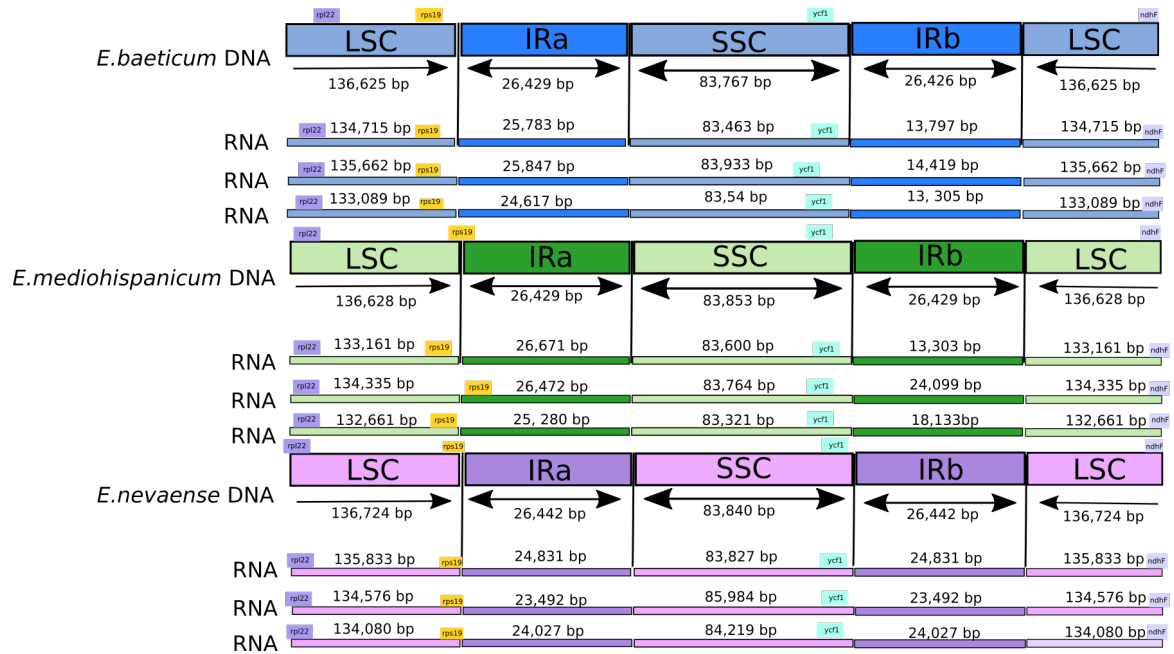 rpl22 rps19 ycf1 ndhF
LSC IRa SSC IRb LSC
E.baeticum DNA
136,625 bp 26,429 bp 83,767 bp 26,426 bp 136,625 bp
rpl22 134,715 bp rps19 25,783 bp 83,463 bp ycf1 13,797 bp 134,715 bp ndhF
RNA
rpl22 135,662 bp rps19 25,847 bp 83,933 bp ycf1 14,419 bp 135,662 bp ndhF
RNA
rpl22 133,089 bp rps19 24,617 bp 83,54 bp ycf1 13, 305 bp 133,089 bp ndhF
RNA
rpl22 rps19 ycf1 ndhF
LSC IRa SSC IRb LSC
E.mediohispanicum DNA
136,628 bp 26,429 bp 83,853 bp 26,429 bp 136,628 bp
rpl22 133,161 bp rps19 26,671 bp 83,600 bp ycf1 13,303 bp 133,161 bp ndhF
RNA
rpl22 134,335 bp rps19 26,472 bp 83,764 bp ycf1 24,099 bp 134,335 bp ndhF
RNA
rpl22 132,661 bp rps19 25, 280 bp 83,321 bp ycf1 18,133bp 132,661 bp ndhF
RNA
rpl22 rps19 ycf1 ndhF
LSC IRa SSC IRb LSC
E.nevaense DNA
136,724 bp 26,442 bp 83,840 bp 26,442 bp 136,724 bp
rpl22 135,833 bp rps19 24,831 bp 83,827 bp ycf1 24,831 bp 135,833 bp ndhF
RNA
rpl22 134,576 bp rps19 23,492 bp 85,984 bp ycf1 23,492 bp 134,576 bp ndhF
RNA
rpl22 134,080 bp rps19 24,027 bp 84,219 bp ycf1 24,027 bp 134,080 bp ndhF
RNA